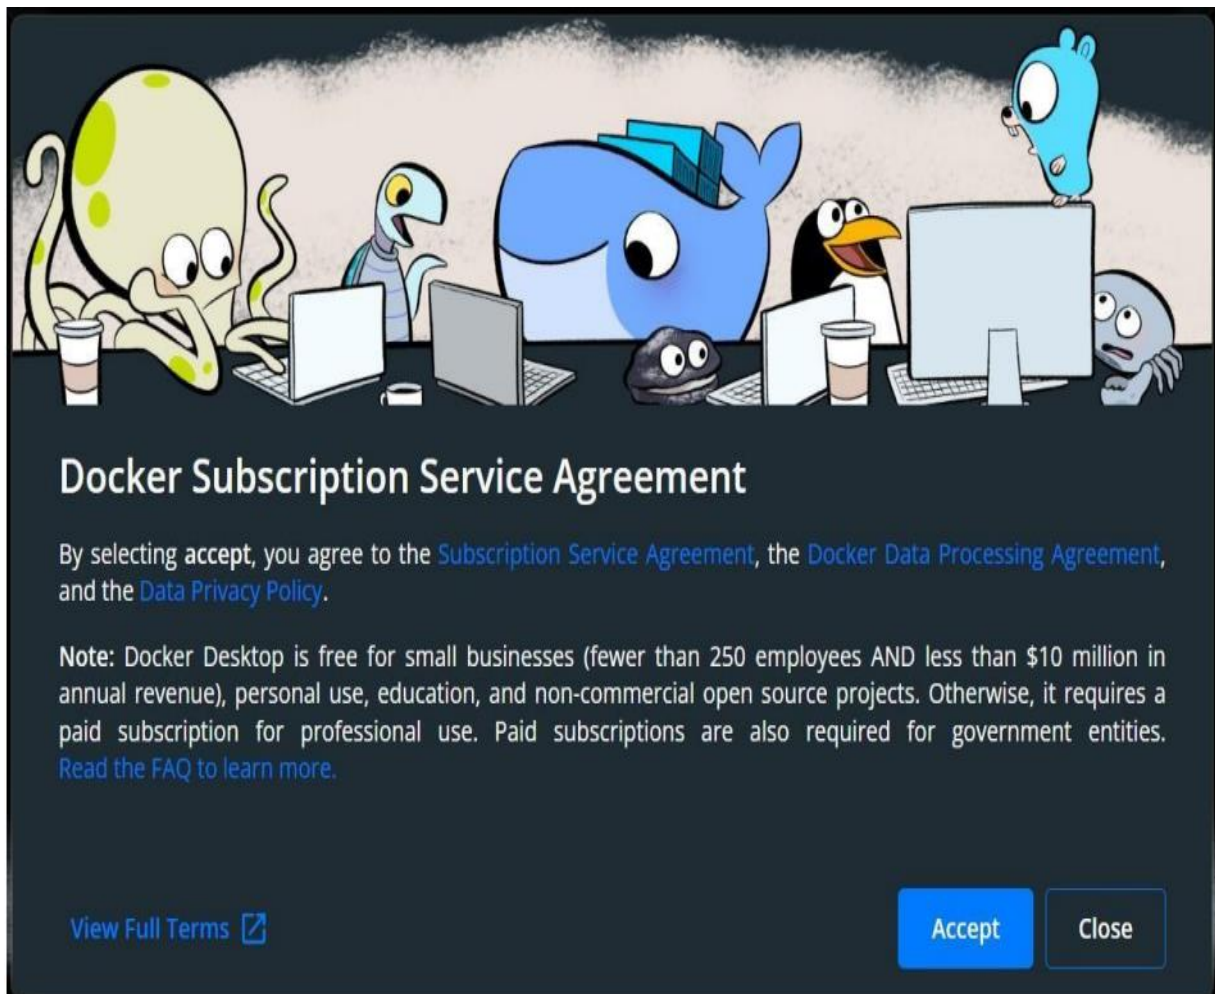 Docker Subscription Service Agreement
By selecting accept, you agree to the Subscription Service Agreement, the Docker Data Processing Agreement,
and the Data Privacy Policy.
Note: Docker Desktop is free for small businesses (fewer than 250 employees AND less than $10 million in
annual revenue), personal use, education, and non-commercial open source projects. Otherwise, it requires a
paid subscription for professional use. Paid subscriptions are also required for government entities.
Read the FAQ to learn more.
View Full Terms
Accept
Close